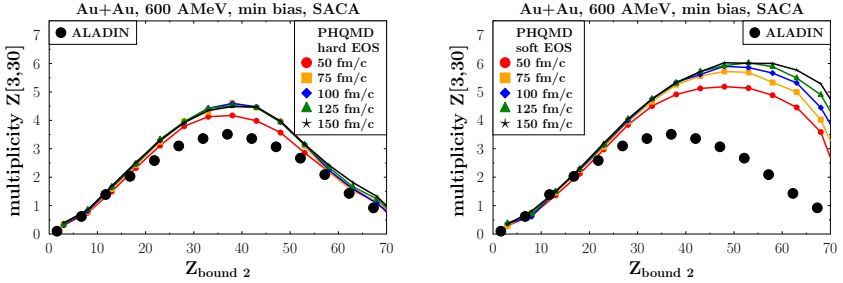 Au+Au, 600 AMeV, min bias, SACA
multiplicity Z[3,30]
7
6
5
4
3
2
1
0
ALADIN
PHQMD
hard EOS
50 fm/c
75 fm/c
100 fm/c
125 fm/c
150 fm/c
0 10 20 30 40 50 60 70
Z_bound 2
Au+Au, 600 AMeV, min bias, SACA
multiplicity Z[3,30]
7
6
5
4
3
2
1
0
PHQMD
soft EOS
50 fm/c
75 fm/c
100 fm/c
125 fm/c
150 fm/c
ALADIN
0 10 20 30 40 50 60 70
Z_bound 2